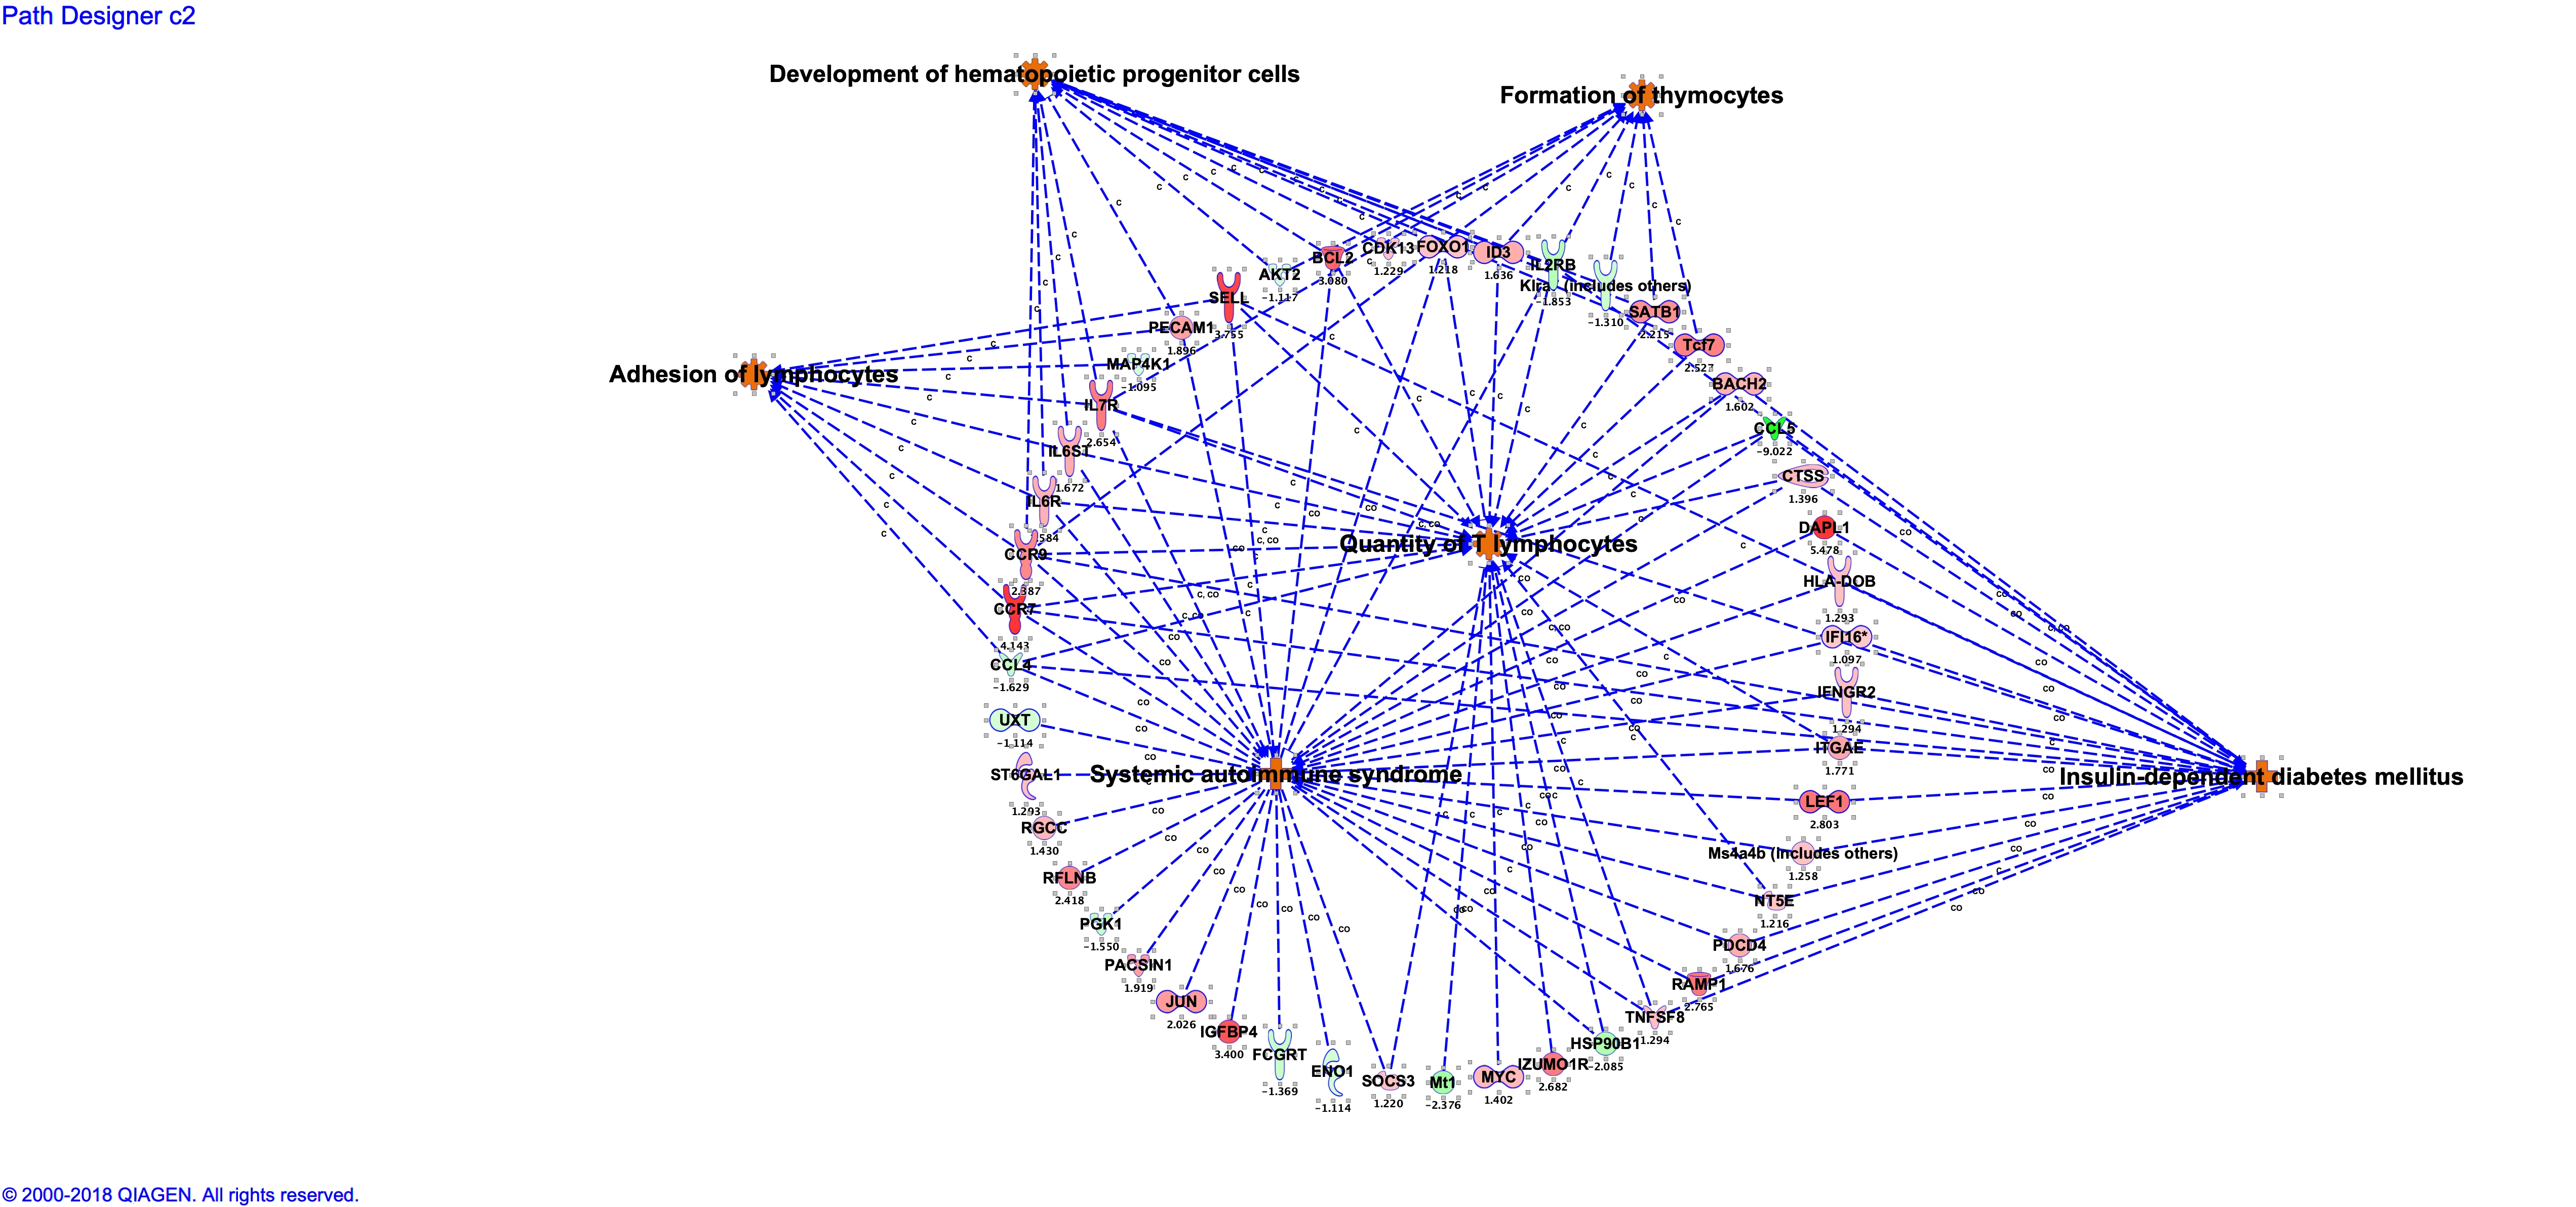 Path Designer c2
Development of hematopoietic progenitor cells
Formation of thymocytes
Adhesion of lymphocytes
Quantity of T lymphocytes
Systemic autoimmune syndrome
Insulin-dependent diabetes mellitus
AKT2
-1.117
BCL2
3.080
CDK13
1.229
FOXO1
1.218
ID3
1.636
IL2RB
-1.853
Klra (includes others)
-1.310
SATB1
2.215
Tcf7
2.527
BACH2
1.602
CCL5
-9.022
CTSS
1.396
DAPL1
5.478
HLA-DOB
1.293
IFI16*
1.097
IFNGR2
1.294
ITGAE
1.771
LEF1
2.803
Ms4a4b (includes others)
1.258
NT5E
1.216
PDCD4
1.676
RAMP1
2.765
TNFSF8
1.294
HSP90B1
-2.085
IZUMO1R
2.682
MYC
1.402
Mt1
-2.376
SOCS3
1.220
ENO1
-1.114
FCGRT
-1.369
IGFBP4
3.400
JUN
2.026
PACSIN1
1.919
PGK1
-1.550
RFLNB
2.418
RGCC
1.430
ST6GAL1
1.293
UXT
-1.114
CCL4
-1.629
CCR7
4.143
CCR9
2.387
IL6R
.584
IL6ST
1.672
IL7R
2.654
MAP4K1
-1.095
PECAM1
1.896
SELL
3.755
© 2000-2018 QIAGEN. All rights reserved.